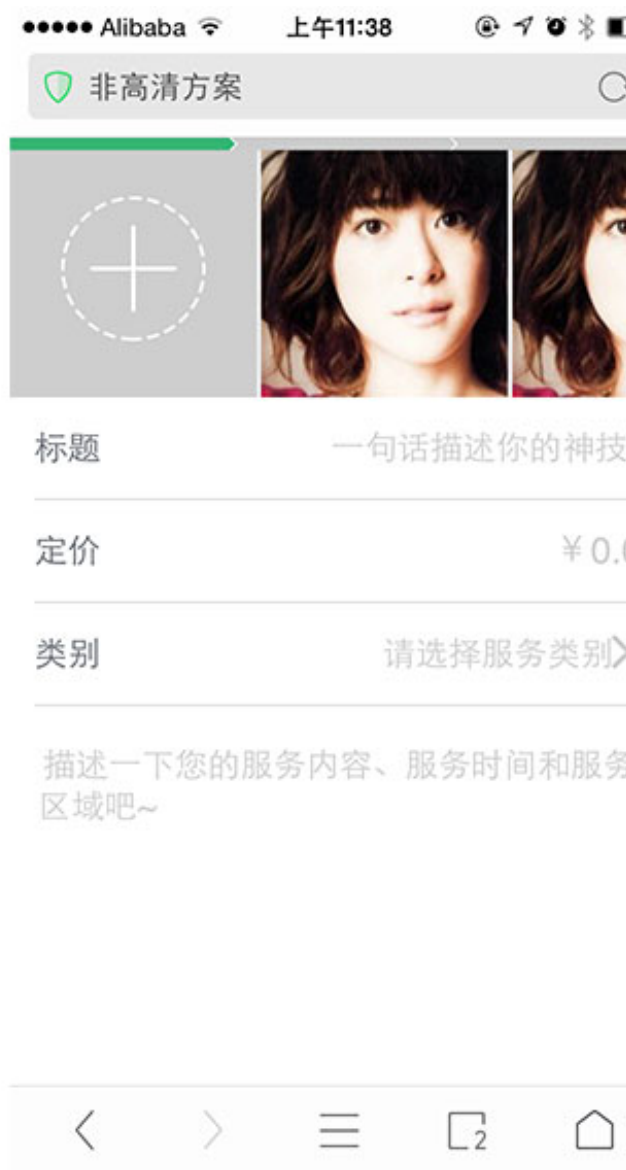 Alibaba 上午11:38
非高清方案
标题 一句话描述你的神技
定价 ¥0.
类别 请选择服务类别
描述一下您的服务内容、服务时间和服务
区域吧~
2